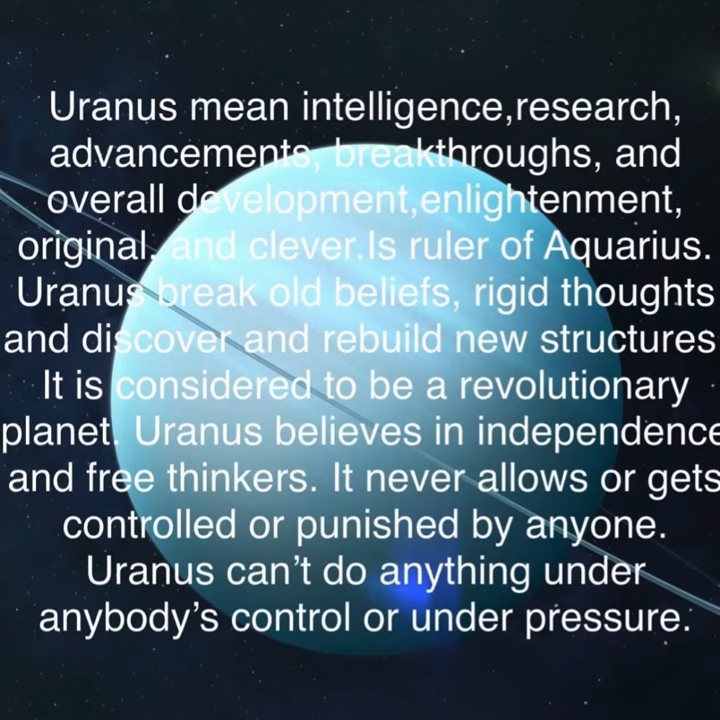 Uranus mean intelligence,research,
advancements, breakthroughs, and
overall development,enlightenment,
original, and clever.Is ruler of Aquarius.
Uranus break old beliefs, rigid thoughts
and discover and rebuild new structures
It is considered to be a revolutionary
planet. Uranus believes in independence
and free thinkers. It never allows or gets
controlled or punished by anyone.
Uranus can’t do anything under
anybody’s control or under pressure.